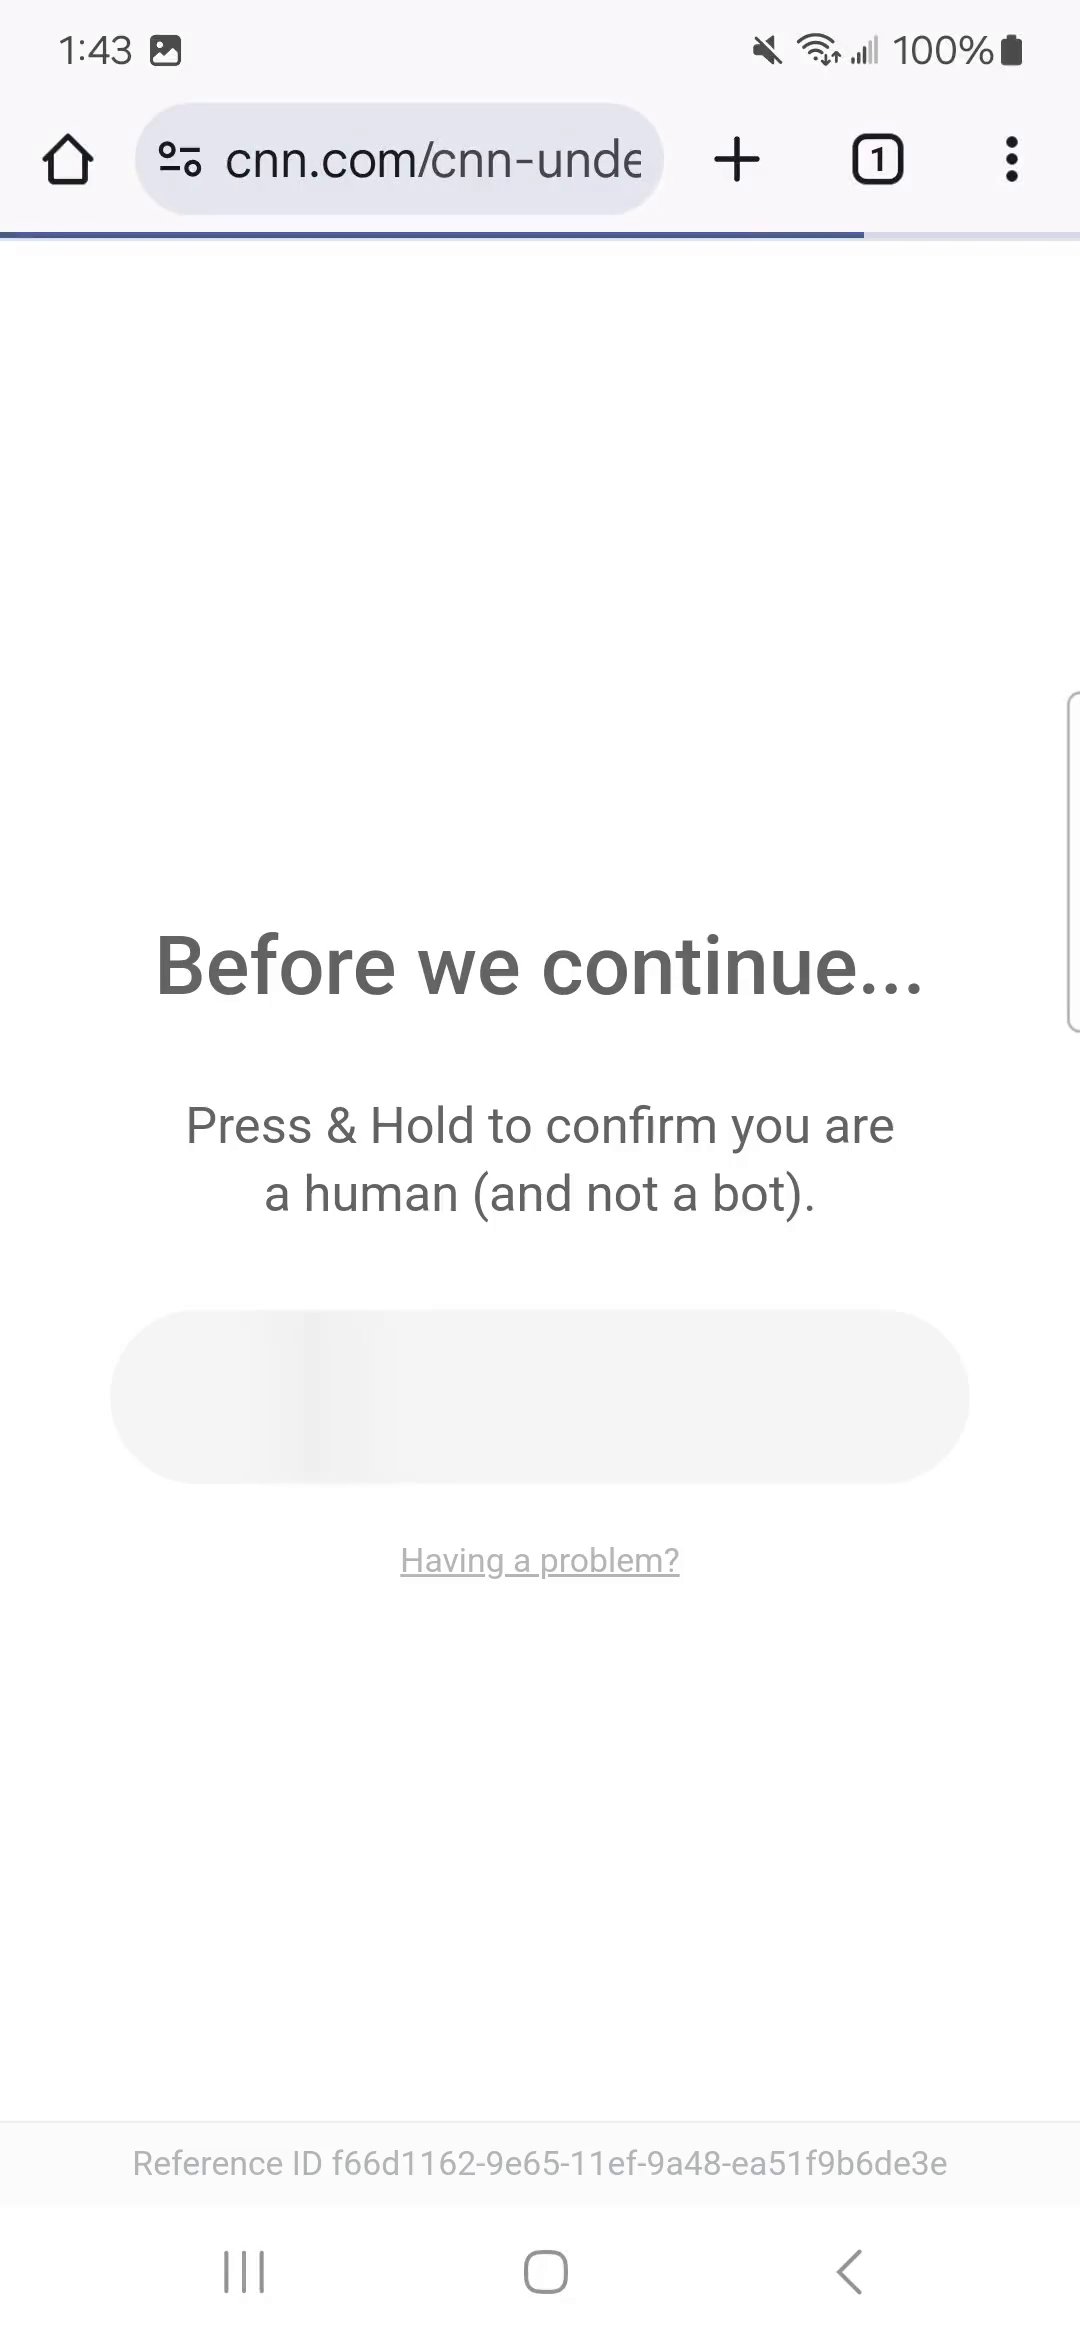 1:43 100%
cnn.com/cnn-unde 1
Before we continue...
Press & Hold to confirm you are
a human (and not a bot).
Having a problem?
Reference ID f66d1162-9e65-11ef-9a48-ea51f9b6de3e